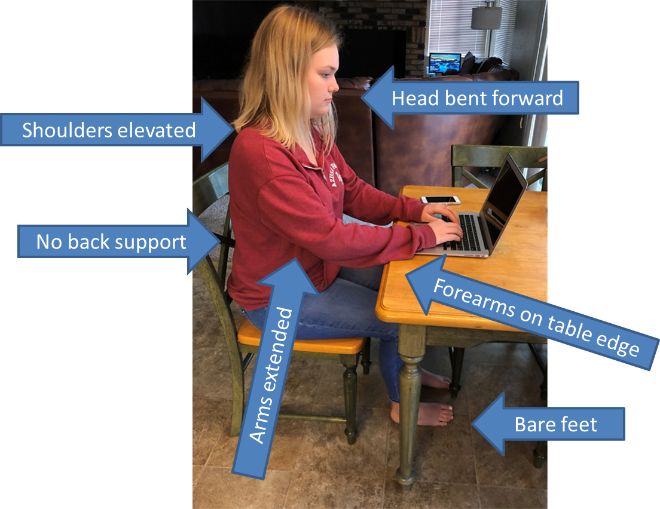 Head bent forward
Shoulders elevated
No back support
Forearms on table edge
Arms extended
Bare feet